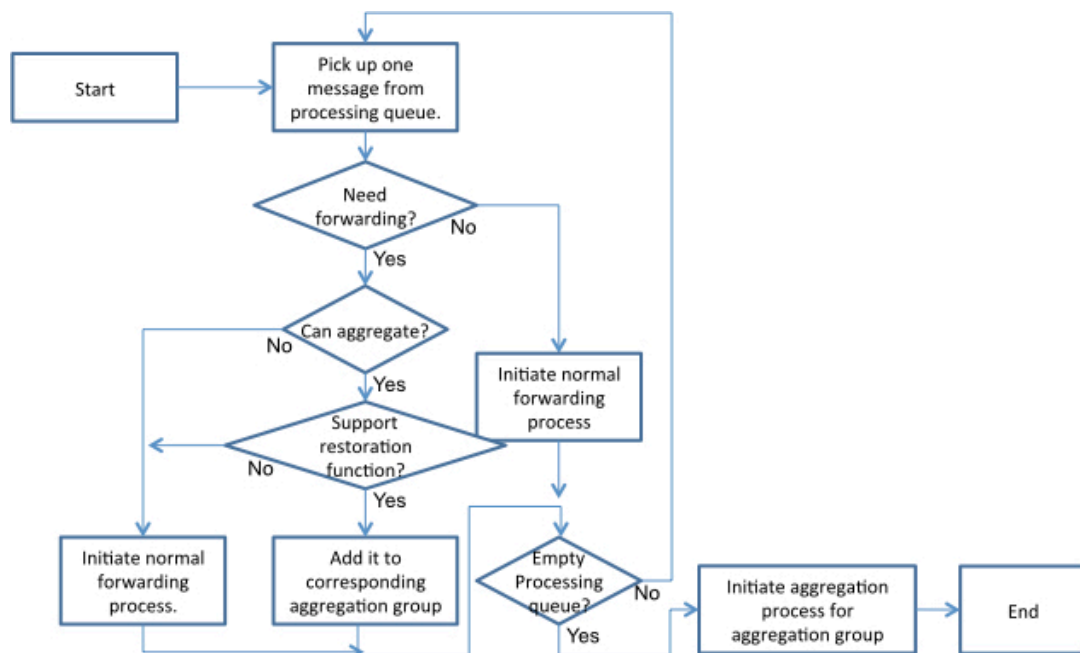 Start
Pick up one
message from
processing queue.
Need
forwarding?
No
Yes
Can aggregate?
No
Yes
Initiate normal
forwarding
process
Support
restoration
function?
No
Yes
Initiate normal
forwarding
process.
Add it to
corresponding
aggregation group
Empty
Processing
queue?
No
Yes
Initiate aggregation
process for
aggregation group
End